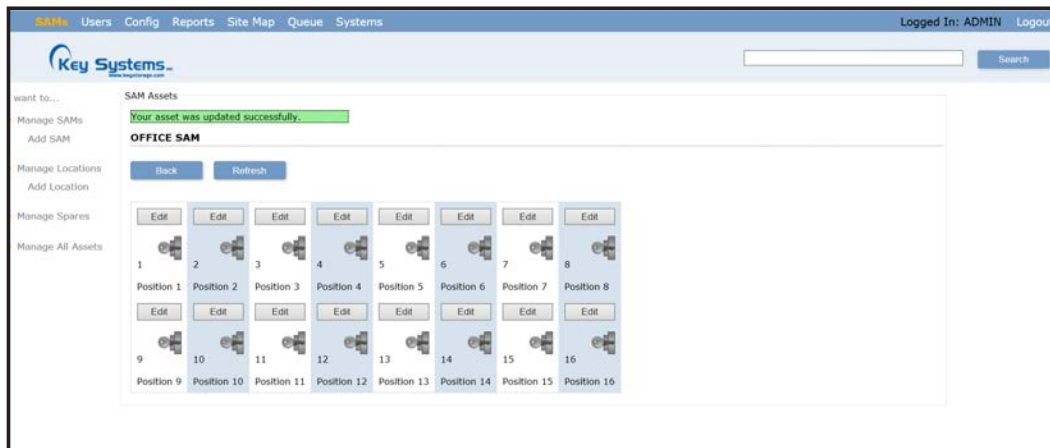 SAMs Users Config Reports Site Map Queue Systems Logged In: ADMIN Logout
Key Systems Inc.
www.keystorage.com
Search
want to...
SAM Assets
Manage SAMs
Your asset was updated successfully.
Add SAM
OFFICE SAM
Manage Locations
Back Refresh
Add Location
Manage Spares
Edit Edit Edit Edit Edit Edit Edit Edit
Manage All Assets
1 2 3 4 5 6 7 8
Position 1 Position 2 Position 3 Position 4 Position 5 Position 6 Position 7 Position 8
Edit Edit Edit Edit Edit Edit Edit Edit
9 10 11 12 13 14 15 16
Position 9 Position 10 Position 11 Position 12 Position 13 Position 14 Position 15 Position 16